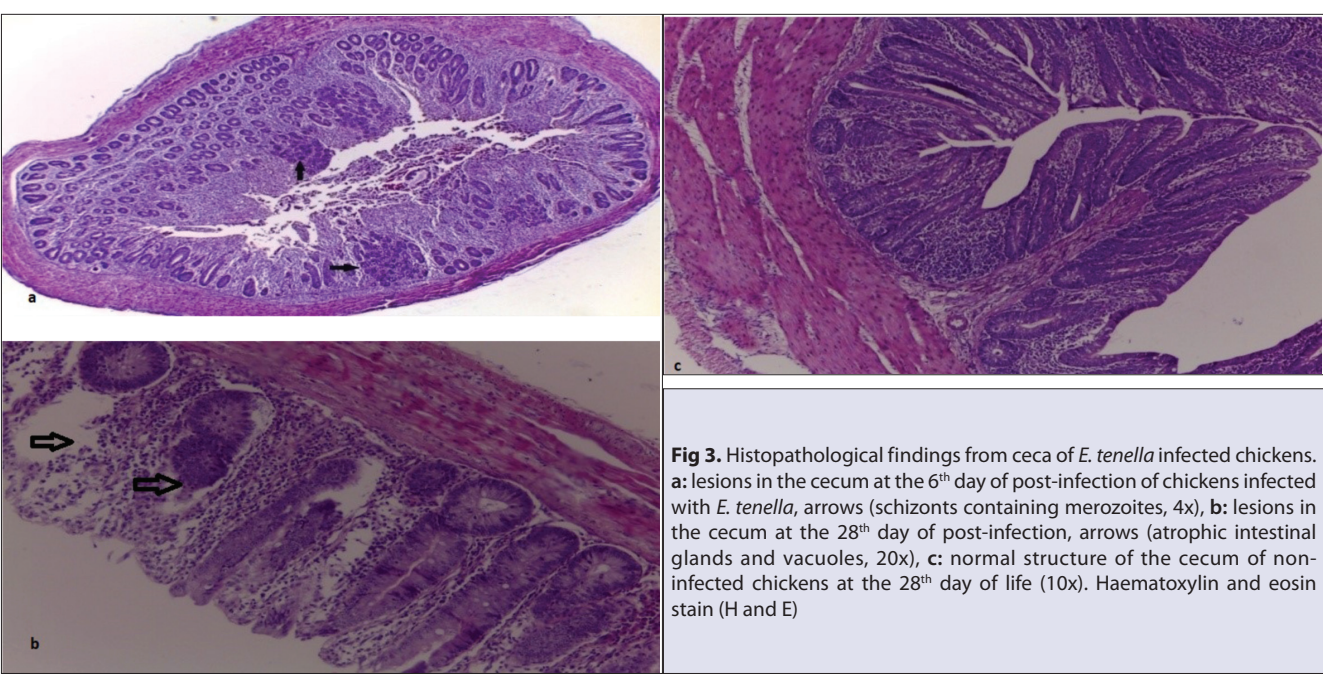 a
b
c
Fig 3. Histopathological findings from ceca of E. tenella infected chickens.
a: lesions in the cecum at the 6th day of post-infection of chickens infected
with E. tenella, arrows (schizonts containing merozoites, 4x), b: lesions in
the cecum at the 28th day of post-infection, arrows (atrophic intestinal
glands and vacuoles, 20x), c: normal structure of the cecum of non-
infected chickens at the 28th day of life (10x). Haematoxylin and eosin
stain (H and E)